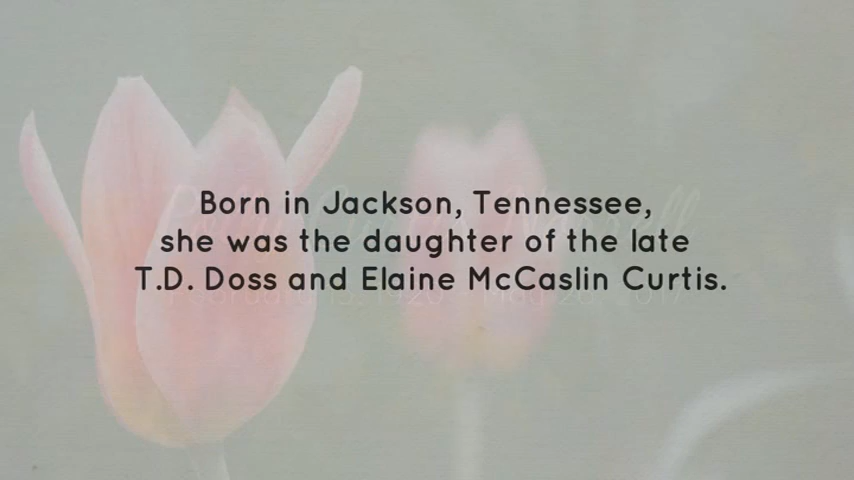 Born in Jackson, Tennessee,
she was the daughter of the late
T.D. Doss and Elaine McCaslin Curtis.